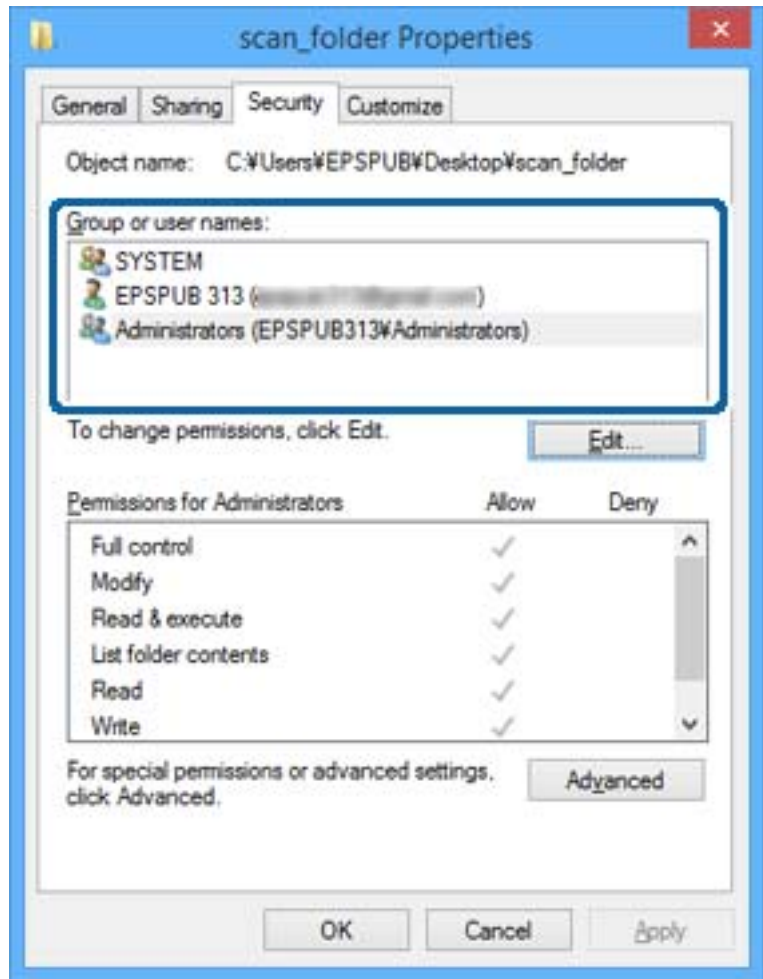 scan_folder Properties
General Sharing Security Customize
Object name: C:¥Users¥EPSPUB¥Desktop¥scan_folder
Group or user names:
SYSTEM
EPSPUB 313 ( )
Administrators (EPSPUB313¥Administrators)
To change permissions, click Edit.
Edit...
Permissions for Administrators Allow Deny
Full control
Modify
Read & execute
List folder contents
Read
Write
For special permissions or advanced settings,
click Advanced.
Advanced
OK Cancel Apply